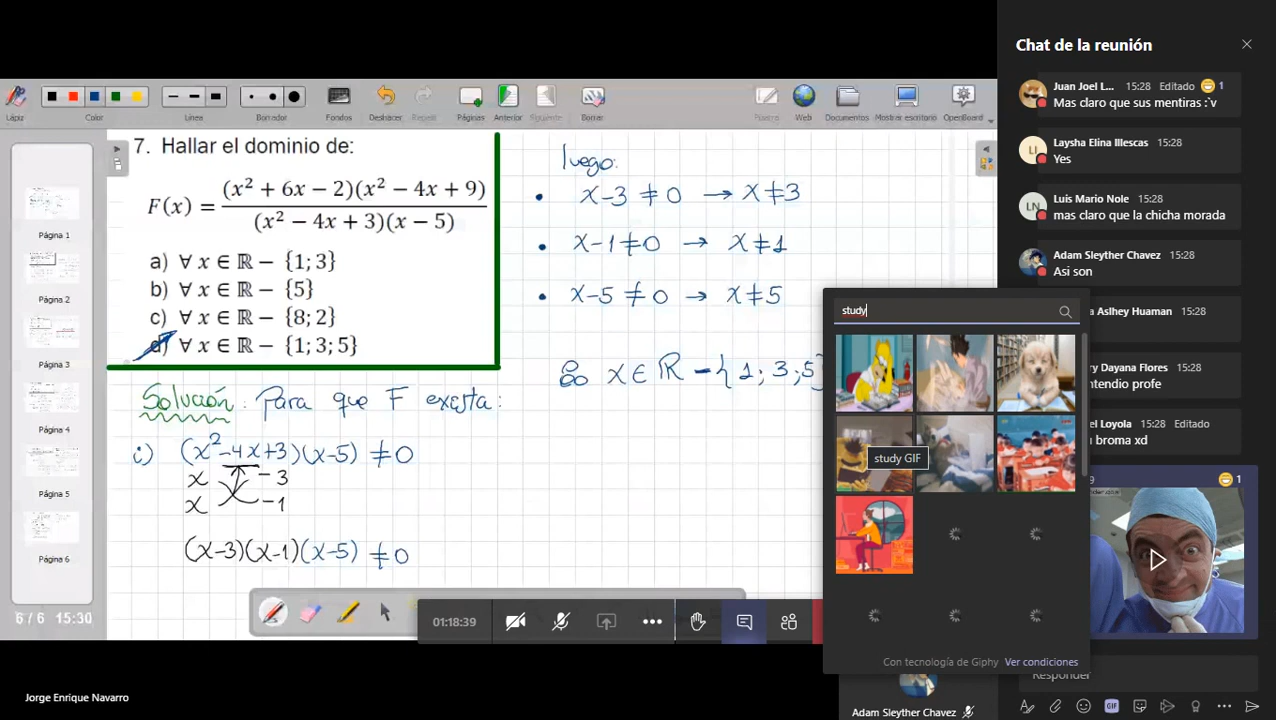 Chat de la reunión
Lápiz
Color
Línea
Borrador
Fondos
Deshacer
Páginas
Anterior
Siguiente
Borrar
Puntero
Web
Documentos
Mostrar escritorio
OpenBoard
Página 1
Página 2
Página 3
Página 4
Página 5
Página 6
6 / 6 15:30
7. Hallar el dominio de:
F(x) = (x² + 6x − 2)(x² − 4x + 9)
(x² − 4x + 3)(x − 5)
a) ∀ x ∈ ℝ − {1; 3}
b) ∀ x ∈ ℝ − {5}
c) ∀ x ∈ ℝ − {8; 2}
d) ∀ x ∈ ℝ − {1; 3; 5}
Solución: Para que F exista:
i) (x²-4x+3)(x-5) ≠0
x -3
x -1
(x-3)(x-1)(x-5) ≠0
luego:
• x-3 ≠0 → x≠3
• x-1≠0 → x≠1
• x-5 ≠0 → x≠5
∴ x∈ ℝ -{1; 3; 5}
Juan Joel L... 15:28 Editado 1
Mas claro que sus mentiras :'v
LI Laysha Elina Illescas 15:28
Yes
LN Luis Mario Nole 15:28
mas claro que la chicha morada
Adam Sleyther Chavez 15:28
Asi son
a Aslhey Huaman 15:28
ry Dayana Flores 15:28
ntendio profe
el Loyola 15:28 Editado
u broma xd
9 1
study
study GIF
Con tecnología de Giphy Ver condiciones
Responder
GIF
01:18:39
Jorge Enrique Navarro
Adam Sleyther Chavez